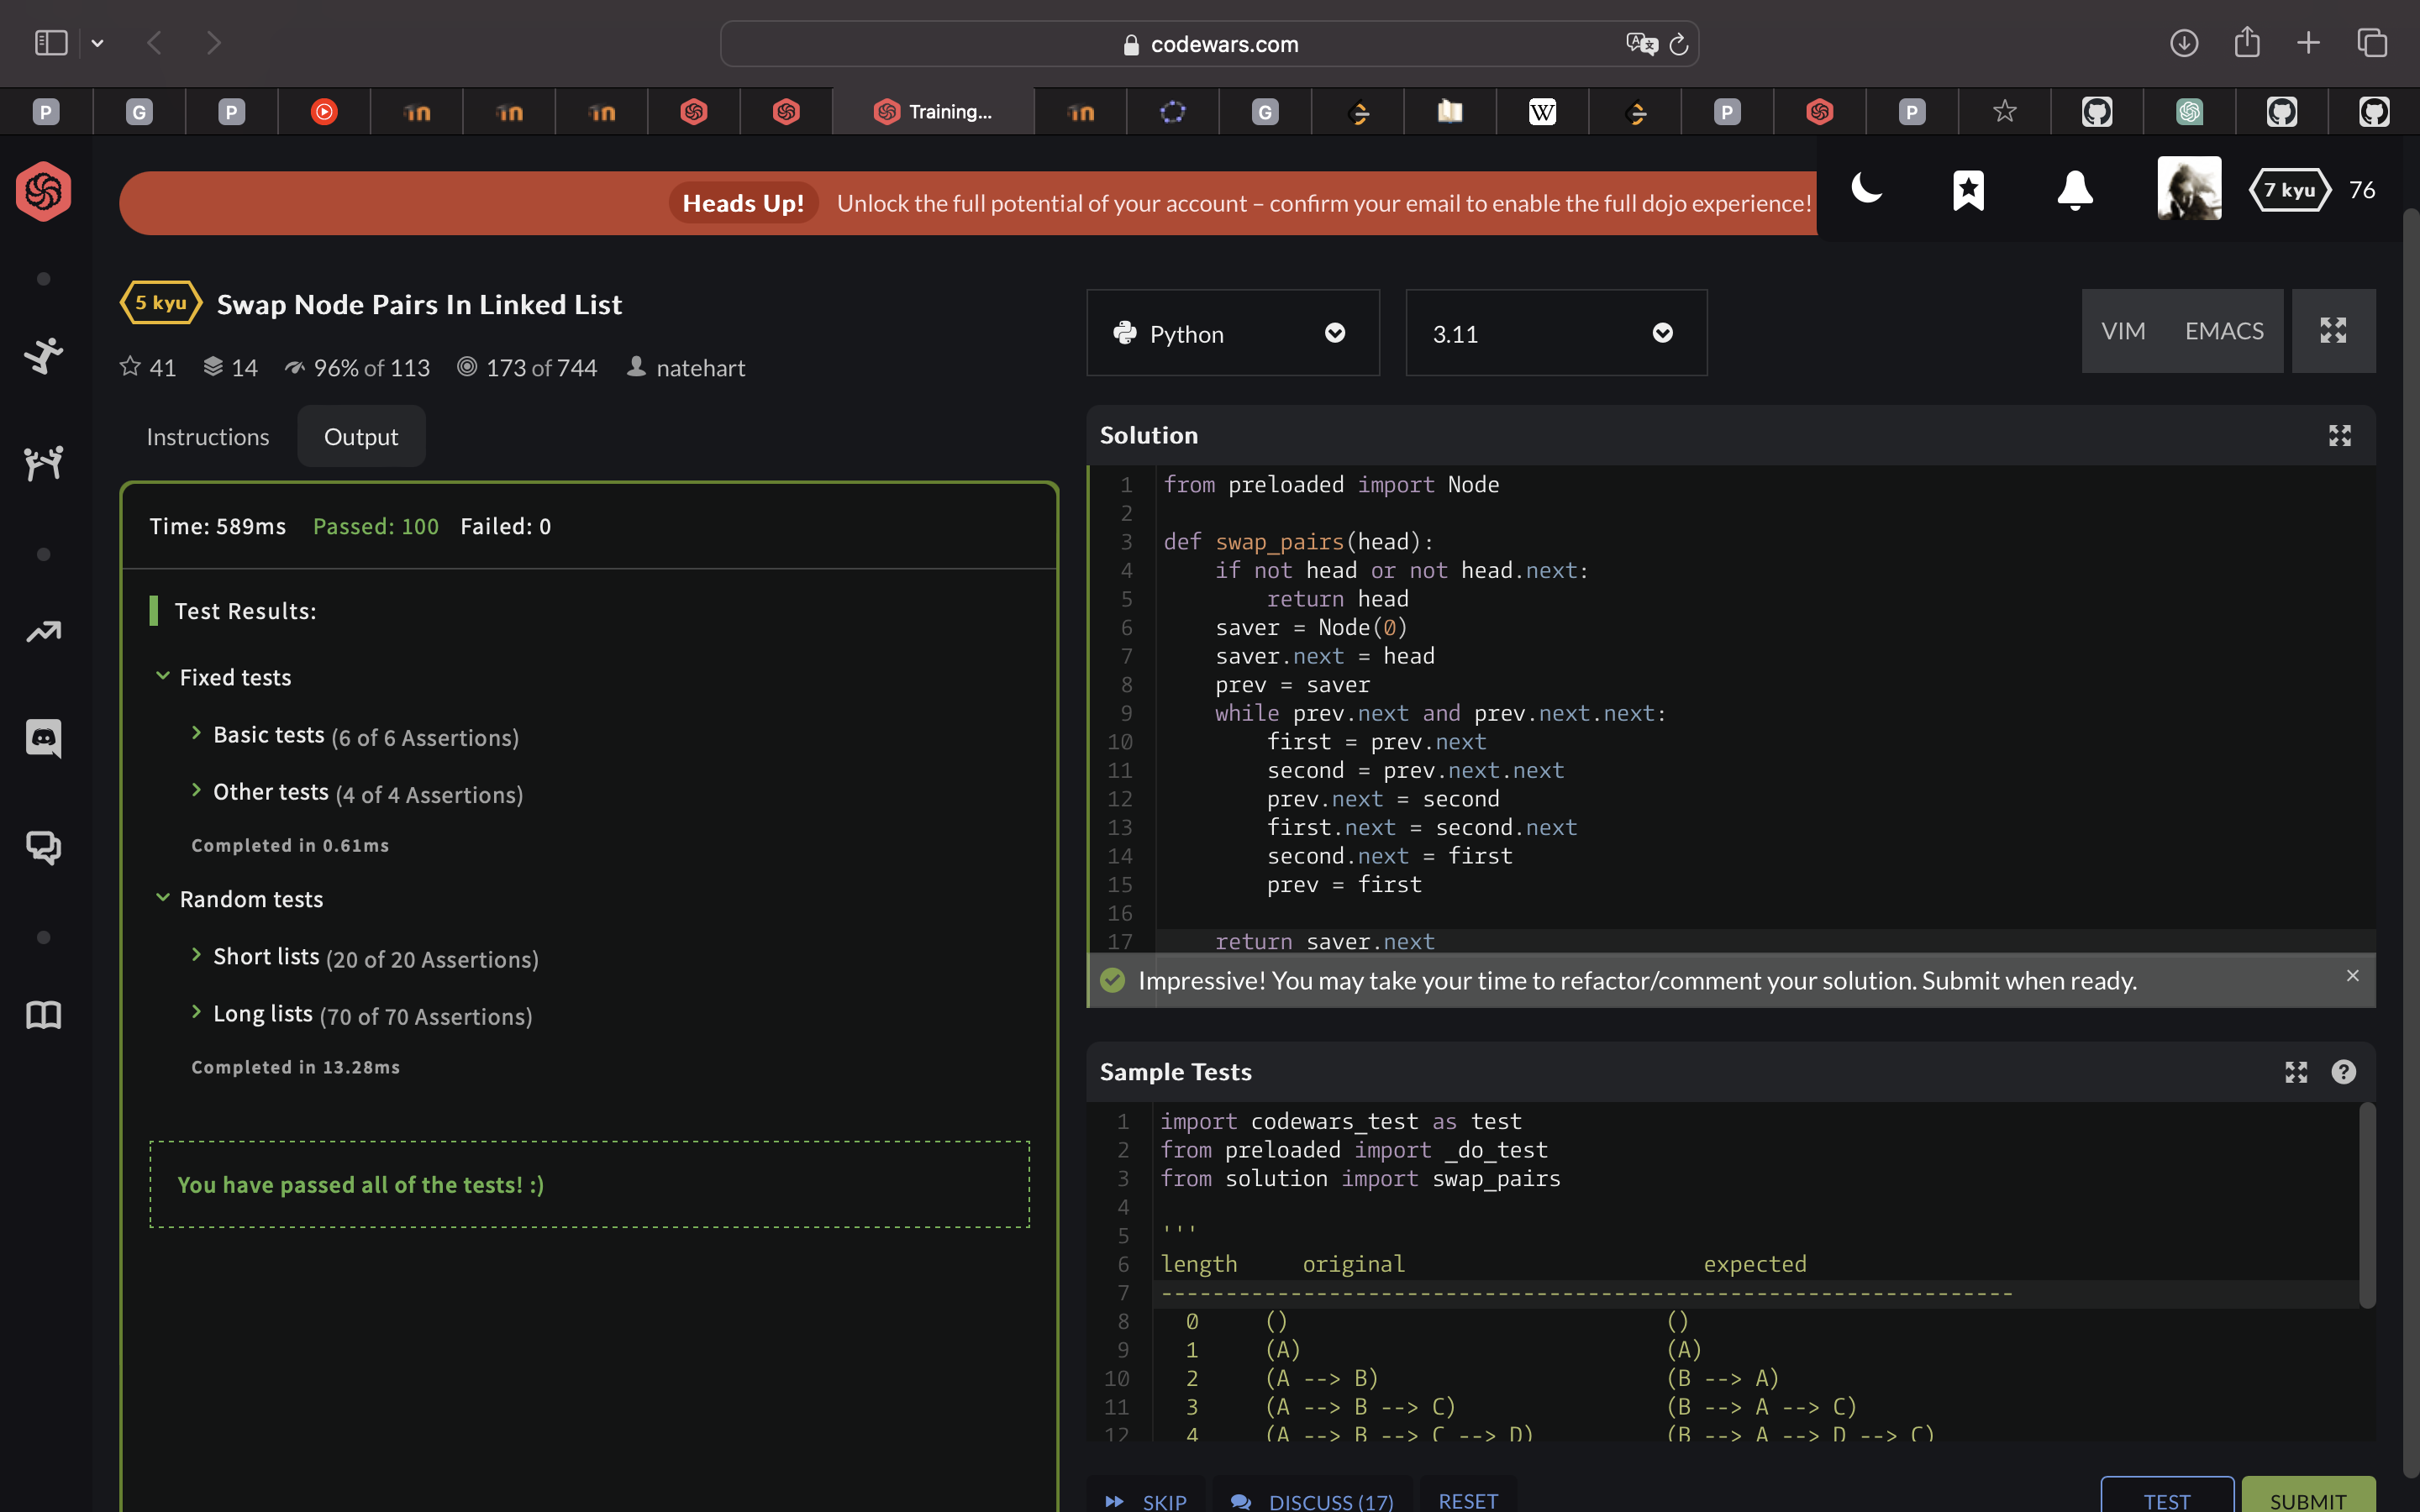 codewars.com
P G P Training... G W P P
Heads Up! Unlock the full potential of your account – confirm your email to enable the full dojo experience!
7 kyu 76
5 kyu Swap Node Pairs In Linked List
41 14 96% of 113 173 of 744 natehart
Python
3.11
VIM EMACS
Instructions Output
Time: 589ms Passed: 100 Failed: 0
Test Results:
Fixed tests
Basic tests (6 of 6 Assertions)
Other tests (4 of 4 Assertions)
Completed in 0.61ms
Random tests
Short lists (20 of 20 Assertions)
Long lists (70 of 70 Assertions)
Completed in 13.28ms
You have passed all of the tests! :)
Solution
1 from preloaded import Node
2
3 def swap_pairs(head):
4     if not head or not head.next:
5         return head
6     saver = Node(0)
7     saver.next = head
8     prev = saver
9     while prev.next and prev.next.next:
10         first = prev.next
11         second = prev.next.next
12         prev.next = second
13         first.next = second.next
14         second.next = first
15         prev = first
16
17     return saver.next
Impressive! You may take your time to refactor/comment your solution. Submit when ready. ×
Sample Tests
?
1 import codewars_test as test
2 from preloaded import _do_test
3 from solution import swap_pairs
4
5 '''
6 length original expected
7 ------------------------------------------------------------------
8 0 () ()
9 1 (A) (A)
10 2 (A --> B) (B --> A)
11 3 (A --> B --> C) (B --> A --> C)
12 4 (A --> B --> C --> D) (B --> A --> D --> C)
SKIP DISCUSS (17) RESET TEST SUBMIT